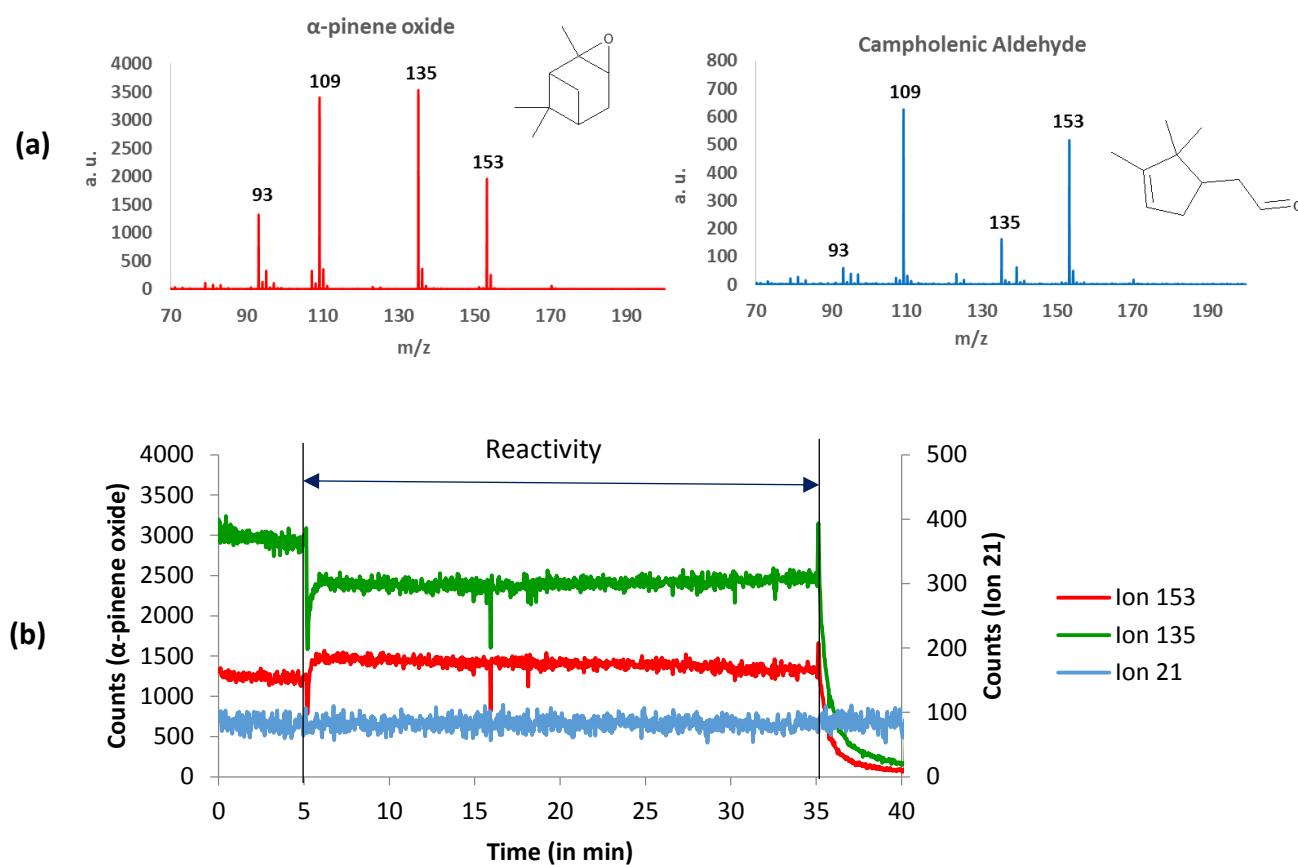 (a)
α-pinene oxide
a. u.
4000
3500
3000
2500
2000
1500
1000
500
0
93
109
135
153
O
70 90 110 130 150 170 190
m/z
Campholenic Aldehyde
a. u.
800
700
600
500
400
300
200
100
0
93
109
135
153
O
70 90 110 130 150 170 190
m/z
(b)
Reactivity
Counts (α-pinene oxide)
4000
3500
3000
2500
2000
1500
1000
500
0
500
400
300
200
100
0
Counts (Ion 21)
0 5 10 15 20 25 30 35 40
Time (in min)
Ion 153
Ion 135
Ion 21